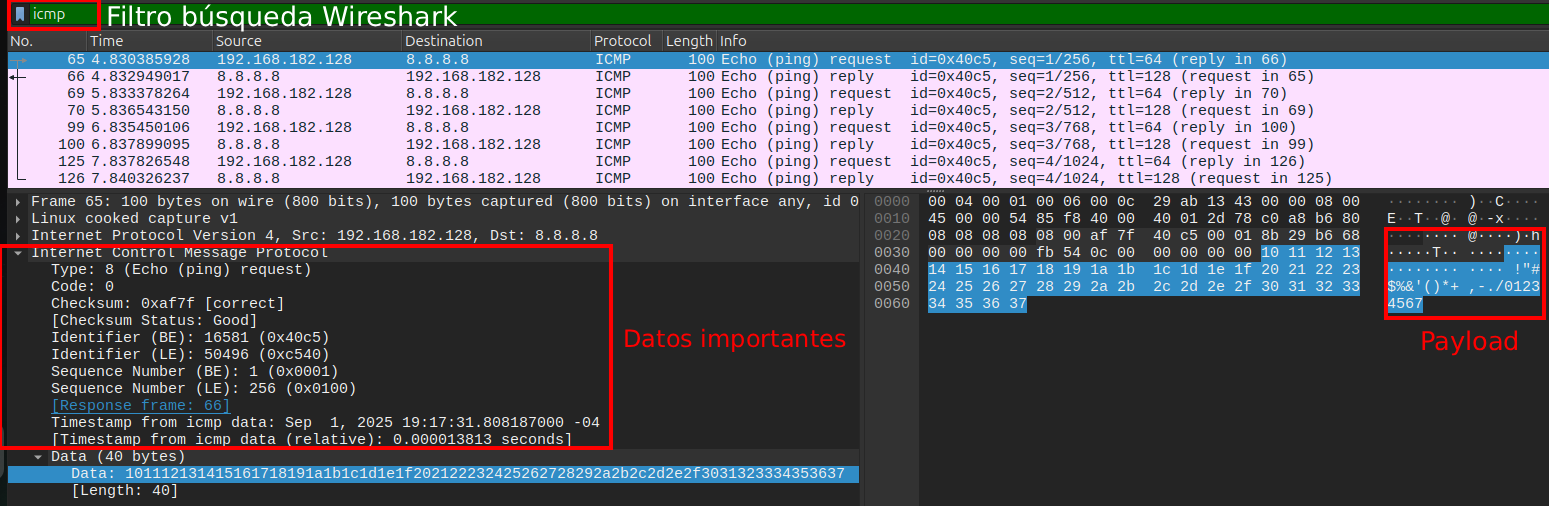 icmp Filtro búsqueda Wireshark
No. Time Source Destination Protocol Length Info
65 4.830385928 192.168.182.128 8.8.8.8 ICMP 100 Echo (ping) request id=0x40c5, seq=1/256, ttl=64 (reply in 66)
66 4.832949017 8.8.8.8 192.168.182.128 ICMP 100 Echo (ping) reply id=0x40c5, seq=1/256, ttl=128 (request in 65)
69 5.833378264 192.168.182.128 8.8.8.8 ICMP 100 Echo (ping) request id=0x40c5, seq=2/512, ttl=64 (reply in 70)
70 5.836543150 8.8.8.8 192.168.182.128 ICMP 100 Echo (ping) reply id=0x40c5, seq=2/512, ttl=128 (request in 69)
99 6.835450106 192.168.182.128 8.8.8.8 ICMP 100 Echo (ping) request id=0x40c5, seq=3/768, ttl=64 (reply in 100)
100 6.837899095 8.8.8.8 192.168.182.128 ICMP 100 Echo (ping) reply id=0x40c5, seq=3/768, ttl=128 (request in 99)
125 7.837826548 192.168.182.128 8.8.8.8 ICMP 100 Echo (ping) request id=0x40c5, seq=4/1024, ttl=64 (reply in 126)
126 7.840326237 8.8.8.8 192.168.182.128 ICMP 100 Echo (ping) reply id=0x40c5, seq=4/1024, ttl=128 (request in 125)
Frame 65: 100 bytes on wire (800 bits), 100 bytes captured (800 bits) on interface any, id 0
Linux cooked capture v1
Internet Protocol Version 4, Src: 192.168.182.128, Dst: 8.8.8.8
Internet Control Message Protocol
Type: 8 (Echo (ping) request)
Code: 0
Checksum: 0xaf7f [correct]
[Checksum Status: Good]
Identifier (BE): 16581 (0x40c5)
Identifier (LE): 50496 (0xc540)
Sequence Number (BE): 1 (0x0001)
Sequence Number (LE): 256 (0x0100)
[Response frame: 66]
Timestamp from icmp data: Sep  1, 2025 19:17:31.808187000 -04
[Timestamp from icmp data (relative): 0.000013813 seconds]
Data (40 bytes)
Data: 101112131415161718191a1b1c1d1e1f202122232425262728292a2b2c2d2e2f3031323334353637
[Length: 40]
Datos importantes
0000 00 04 00 01 00 06 00 0c 29 ab 13 43 00 00 08 00 ········ )··C····
0010 45 00 00 54 85 f8 40 00 40 01 2d 78 c0 a8 b6 80 E··T··@· @·-x····
0020 08 08 08 08 08 00 af 7f 40 c5 00 01 8b 29 b6 68 ········ @····)·h
0030 00 00 00 00 fb 54 0c 00 00 00 00 00 10 11 12 13 ·····T·· ········
0040 14 15 16 17 18 19 1a 1b 1c 1d 1e 1f 20 21 22 23 ········ ···· !"#
0050 24 25 26 27 28 29 2a 2b 2c 2d 2e 2f 30 31 32 33 $%&'()*+ ,-./0123
0060 34 35 36 37 4567
Payload